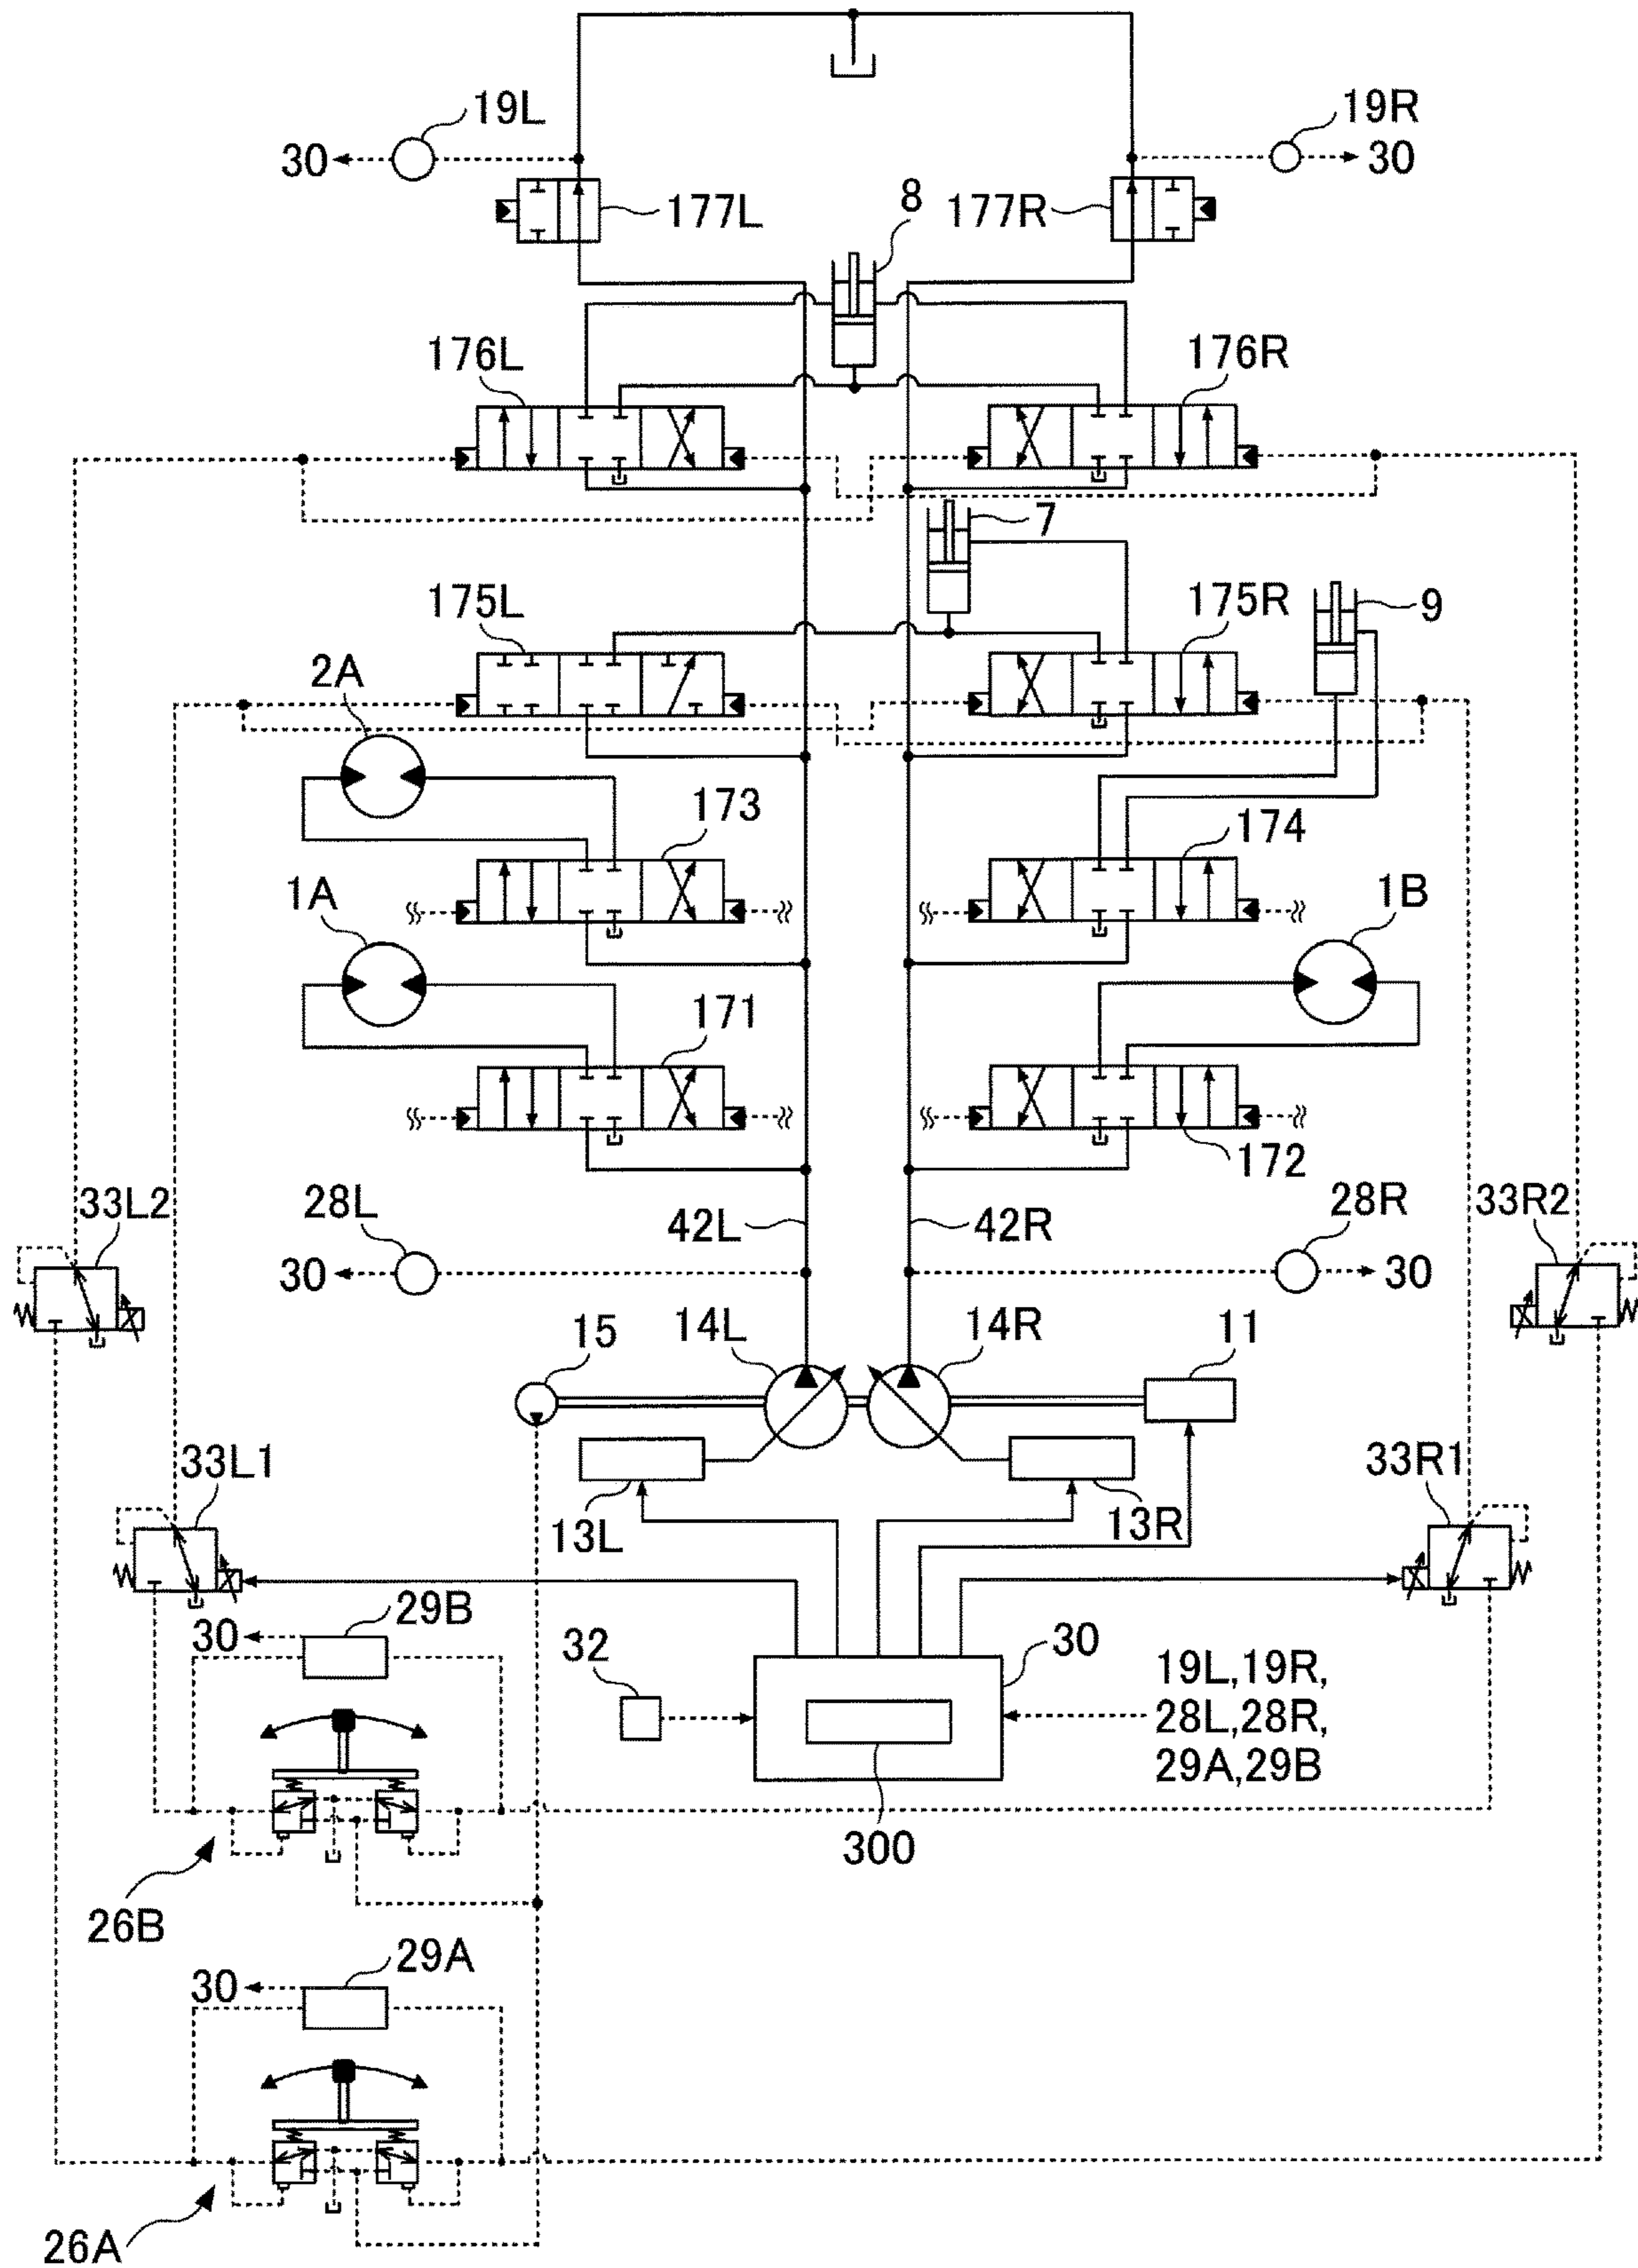 19L
19R
30
30
177L
8
177R
176L
176R
7
175L
175R
9
2A
173
174
1A
1B
171
172
33L2
28L
42L
42R
28R
33R2
30
30
15
14L
14R
11
33L1
33R1
13L
13R
29B
30
32
30
19L,19R,
28L,28R,
29A,29B
300
26B
29A
30
26A